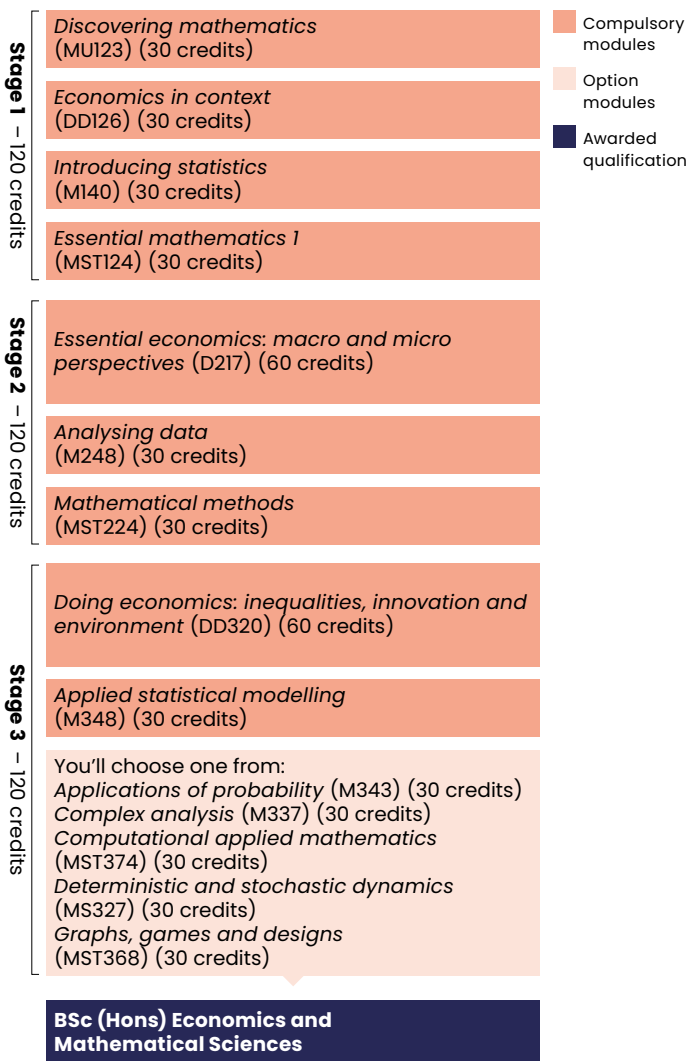 Stage 1 – 120 credits
Discovering mathematics
(MU123) (30 credits)
Economics in context
(DD126) (30 credits)
Introducing statistics
(M140) (30 credits)
Essential mathematics 1
(MST124) (30 credits)
Stage 2 – 120 credits
Essential economics: macro and micro
perspectives (D217) (60 credits)
Analysing data
(M248) (30 credits)
Mathematical methods
(MST224) (30 credits)
Stage 3 – 120 credits
Doing economics: inequalities, innovation and
environment (DD320) (60 credits)
Applied statistical modelling
(M348) (30 credits)
You’ll choose one from:
Applications of probability (M343) (30 credits)
Complex analysis (M337) (30 credits)
Computational applied mathematics
(MST374) (30 credits)
Deterministic and stochastic dynamics
(MS327) (30 credits)
Graphs, games and designs
(MST368) (30 credits)
BSc (Hons) Economics and
Mathematical Sciences
Compulsory
modules
Option
modules
Awarded
qualification